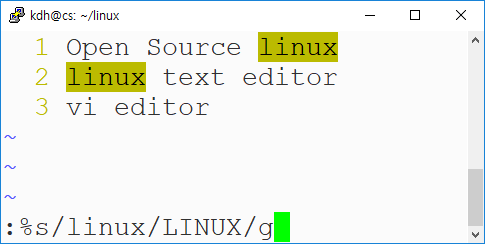 kdh@cs: ~/linux
1 Open Source linux
2 linux text editor
3 vi editor
~
~
~
:%s/linux/LINUX/g